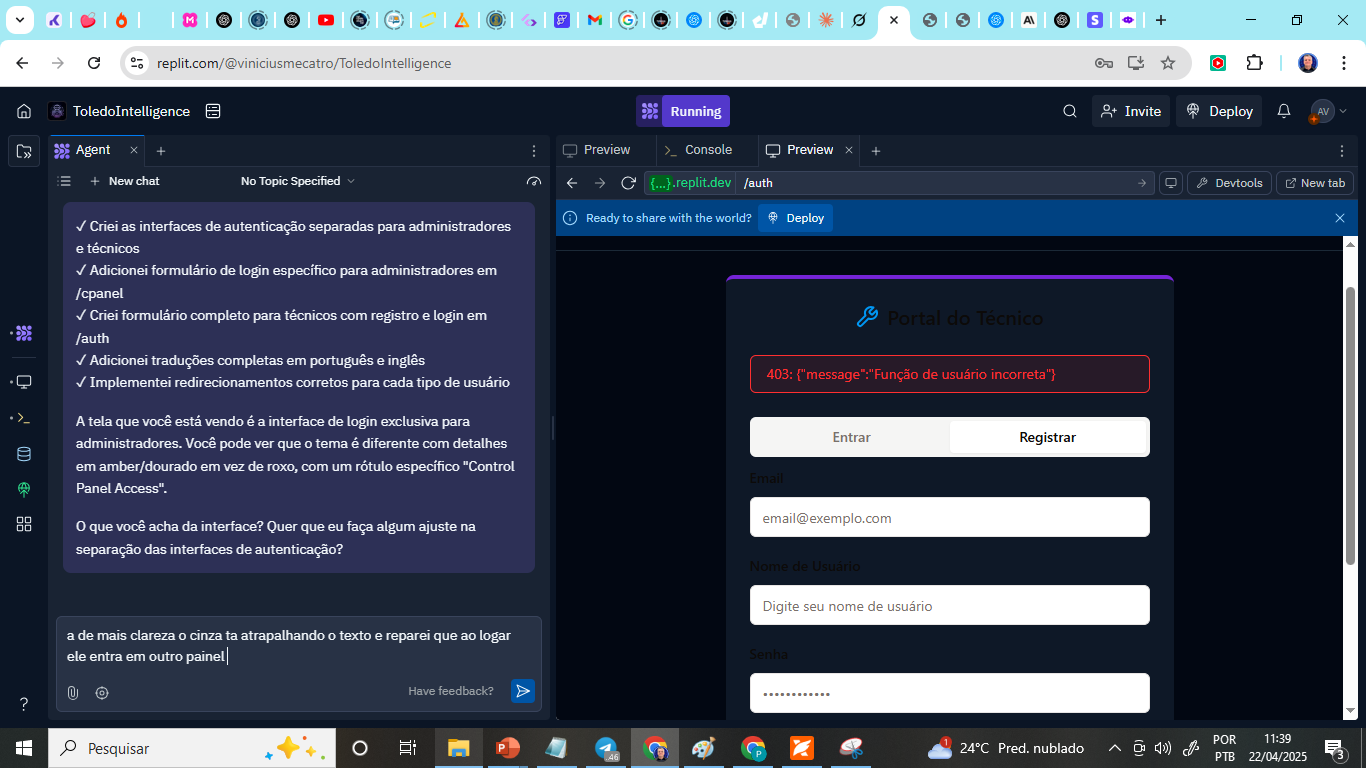 replit.com/@viniciusmecatro/ToledoIntelligence
ToledoIntelligence
Running
Invite
Deploy
AV
Agent
Preview
Console
Preview
New chat
No Topic Specified
{...}.replit.dev
/auth
Devtools
New tab
Ready to share with the world?
Deploy
✓ Criei as interfaces de autenticação separadas para administradores
e técnicos
✓ Adicionei formulário de login específico para administradores em
/cpanel
✓ Criei formulário completo para técnicos com registro e login em
/auth
✓ Adicionei traduções completas em português e inglês
✓ Implementei redirecionamentos corretos para cada tipo de usuário
A tela que você está vendo é a interface de login exclusiva para
administradores. Você pode ver que o tema é diferente com detalhes
em amber/dourado em vez de roxo, com um rótulo específico "Control
Panel Access".
O que você acha da interface? Quer que eu faça algum ajuste na
separação das interfaces de autenticação?
a de mais clareza o cinza ta atrapalhando o texto e reparei que ao logar
ele entra em outro painel
Have feedback?
Portal do Técnico
403: {"message":"Função de usuário incorreta"}
Entrar
Registrar
Email
email@exemplo.com
Nome de Usuário
Digite seu nome de usuário
Senha
••••••••••••
Pesquisar
46
24°C Pred. nublado
1
POR
PTB
11:39
22/04/2025
3